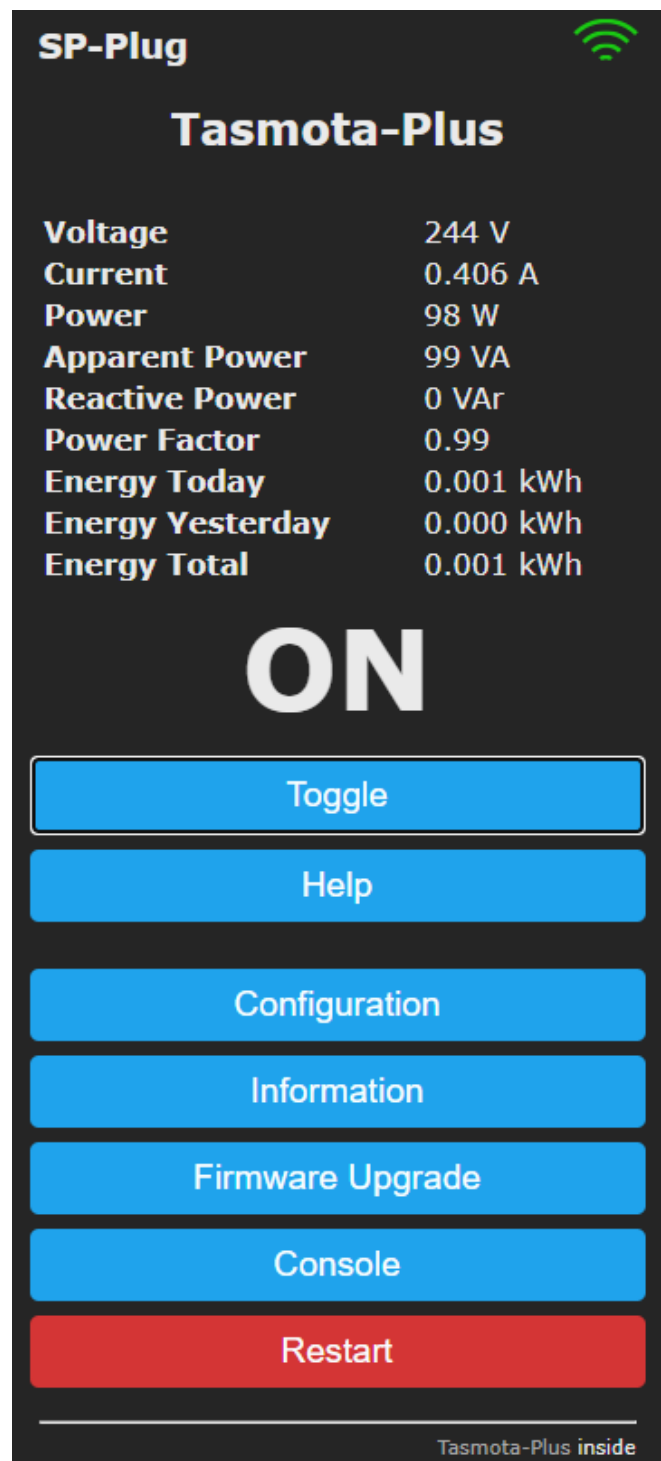 SP-Plug
Tasmota-Plus
Voltage 244 V
Current 0.406 A
Power 98 W
Apparent Power 99 VA
Reactive Power 0 VAr
Power Factor 0.99
Energy Today 0.001 kWh
Energy Yesterday 0.000 kWh
Energy Total 0.001 kWh
ON
Toggle
Help
Configuration
Information
Firmware Upgrade
Console
Restart
Tasmota-Plus inside